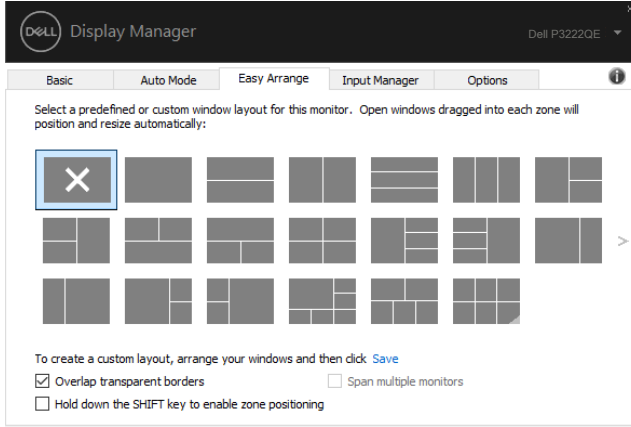 DELL Display Manager
Dell P3222QE
Basic Auto Mode Easy Arrange Input Manager Options
Select a predefined or custom window layout for this monitor. Open windows dragged into each zone will
position and resize automatically:
To create a custom layout, arrange your windows and then click Save
Overlap transparent borders
Span multiple monitors
Hold down the SHIFT key to enable zone positioning